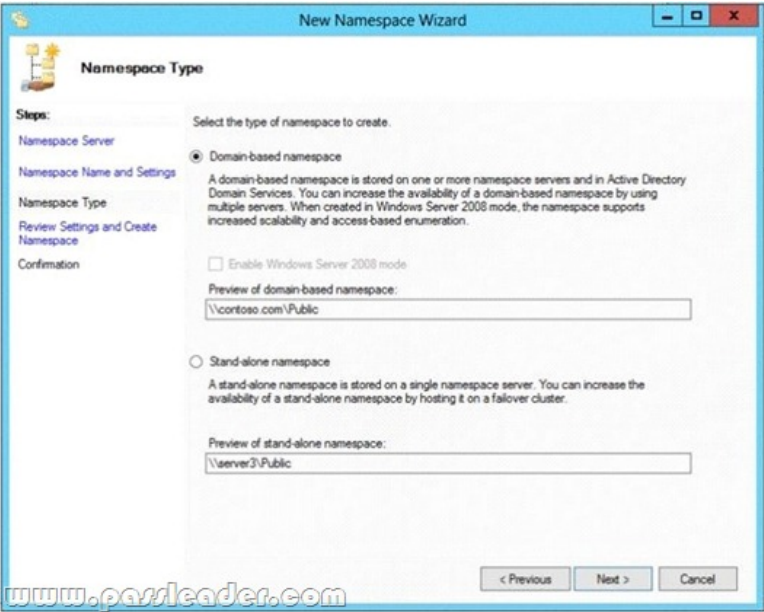 New Namespace Wizard
Namespace Type
Steps:
Namespace Server
Namespace Name and Settings
Namespace Type
Review Settings and Create
Namespace
Confirmation
Select the type of namespace to create.
Domain-based namespace
A domain-based namespace is stored on one or more namespace servers and in Active Directory
Domain Services. You can increase the availability of a domain-based namespace by using
multiple servers. When created in Windows Server 2008 mode, the namespace supports
increased scalability and access-based enumeration.
Enable Windows Server 2008 mode
Preview of domain-based namespace:
\\contoso.com\Public
Stand-alone namespace
A stand-alone namespace is stored on a single namespace server. You can increase the
availability of a stand-alone namespace by hosting it on a failover cluster.
Preview of stand-alone namespace:
\\server3\Public
< Previous
Next >
Cancel
www.passleader.com